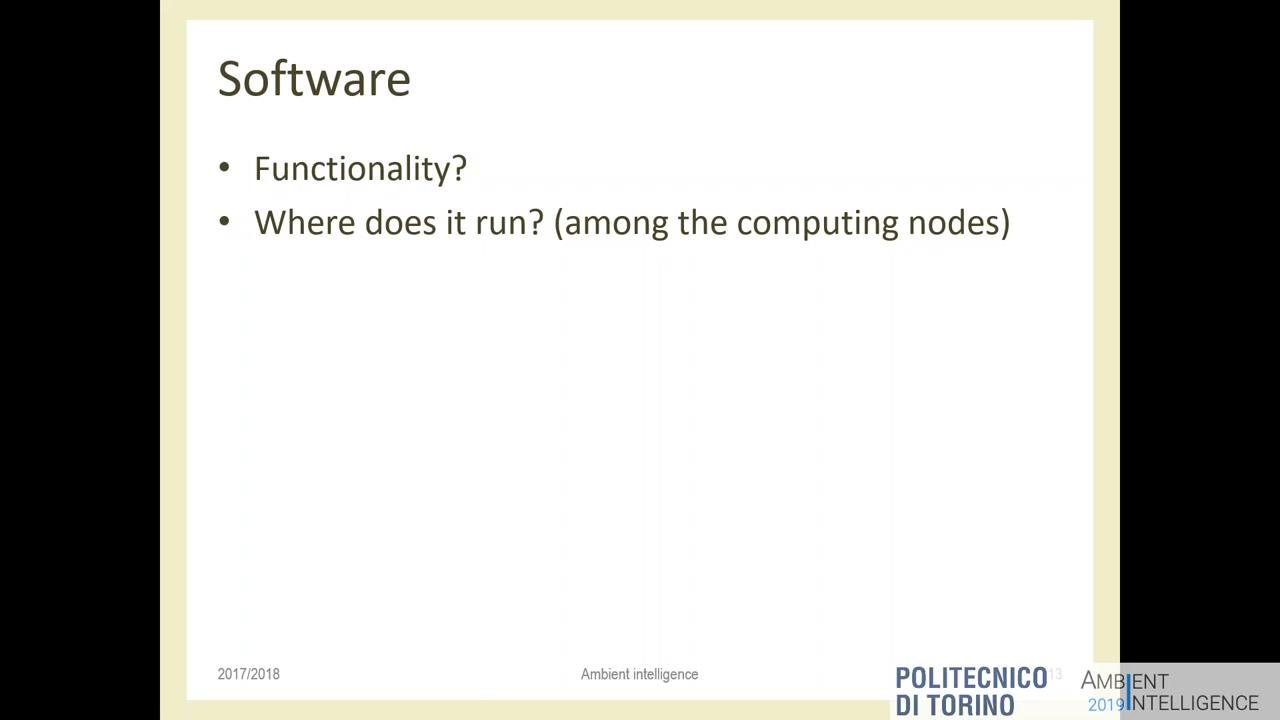 Software
• Functionality?
• Where does it run? (among the computing nodes)
2017/2018
Ambient intelligence
13
POLITECNICO
DI TORINO
AMBIENT
2019 INTELLIGENCE